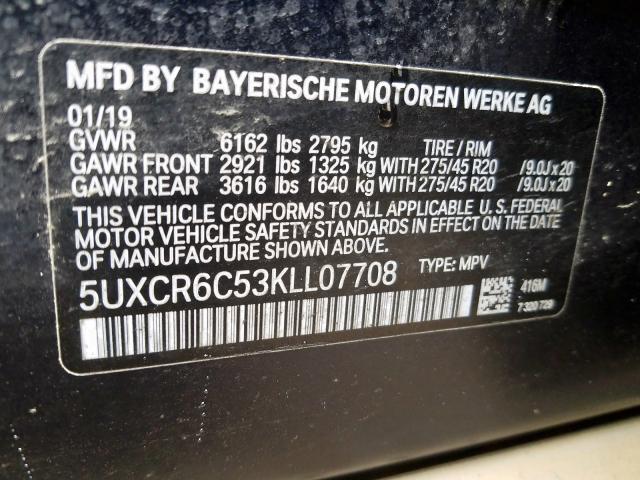 MFD BY BAYERISCHE MOTOREN WERKE AG
01/19
GVWR 6162 lbs 2795 kg TIRE / RIM
GAWR FRONT 2921 lbs 1325 kg WITH 275/45 R20 /9.0J x 20
GAWR REAR 3616 lbs 1640 kg WITH 275/45 R20 /9.0J x 20
THIS VEHICLE CONFORMS TO ALL APPLICABLE U. S. FEDERAL
MOTOR VEHICLE SAFETY STANDARDS IN EFFECT ON THE DATE
OF MANUFACTURE SHOWN ABOVE.
5UXCR6C53KLL07708 TYPE: MPV
416M
7 320 729